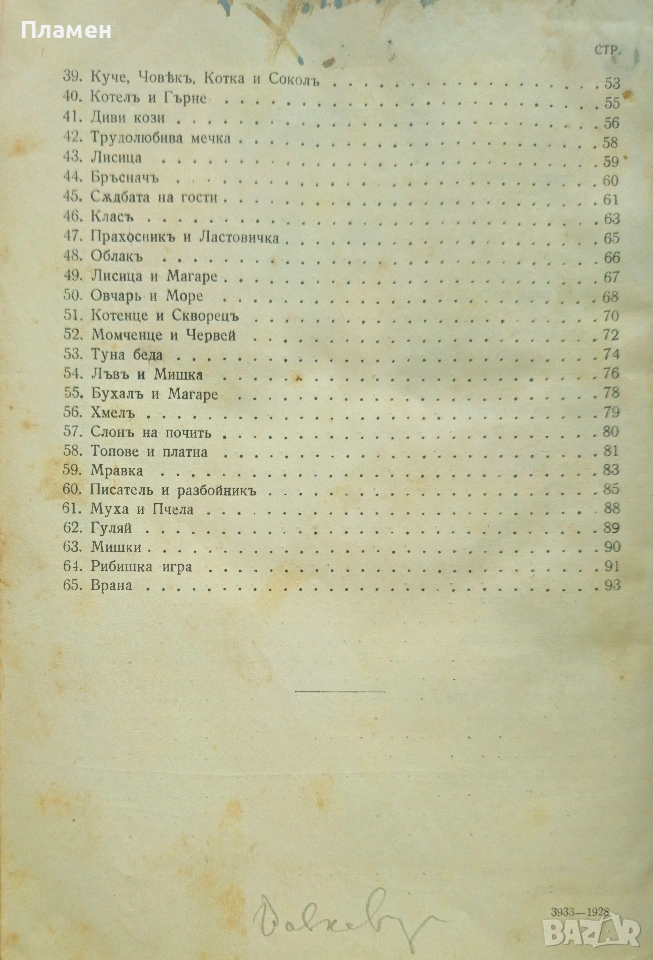 Пламен
СТР.
39. Куче, Човѣкъ, Котка и Соколъ . . . . . . . . . . . . . 53
40. Котелъ и Гърне . . . . . . . . . . . . . . . . . . 55
41. Диви кози . . . . . . . . . . . . . . . . . . . . 56
42. Трудолюбива мечка . . . . . . . . . . . . . . . . . 58
43. Лисица . . . . . . . . . . . . . . . . . . . . . 59
44. Бръсначъ . . . . . . . . . . . . . . . . . . . . 60
45. Сѫдбата на гости . . . . . . . . . . . . . . . . . 61
46. Класъ . . . . . . . . . . . . . . . . . . . . . 63
47. Прахосникъ и Ластовичка . . . . . . . . . . . . . . . 65
48. Облакъ . . . . . . . . . . . . . . . . . . . . . 66
49. Лисица и Магаре . . . . . . . . . . . . . . . . . . 67
50. Овчарь и Море . . . . . . . . . . . . . . . . . . 68
51. Котенце и Скворецъ . . . . . . . . . . . . . . . . . 70
52. Момченце и Червей . . . . . . . . . . . . . . . . . 72
53. Туна беда . . . . . . . . . . . . . . . . . . . . 74
54. Лъвъ и Мишка . . . . . . . . . . . . . . . . . . 76
55. Бухалъ и Магаре . . . . . . . . . . . . . . . . . . 78
56. Хмелъ . . . . . . . . . . . . . . . . . . . . . 79
57. Слонъ на почить . . . . . . . . . . . . . . . . . . 80
58. Топове и платна . . . . . . . . . . . . . . . . . . 81
59. Мравка . . . . . . . . . . . . . . . . . . . . . 83
60. Писатель и разбойникъ . . . . . . . . . . . . . . . . 85
61. Муха и Пчела . . . . . . . . . . . . . . . . . . . 88
62. Гуляй . . . . . . . . . . . . . . . . . . . . . 89
63. Мишки . . . . . . . . . . . . . . . . . . . . . 90
64. Рибишка игра . . . . . . . . . . . . . . . . . . . 91
65. Врана . . . . . . . . . . . . . . . . . . . . . 93
3933—1928
BAZAR